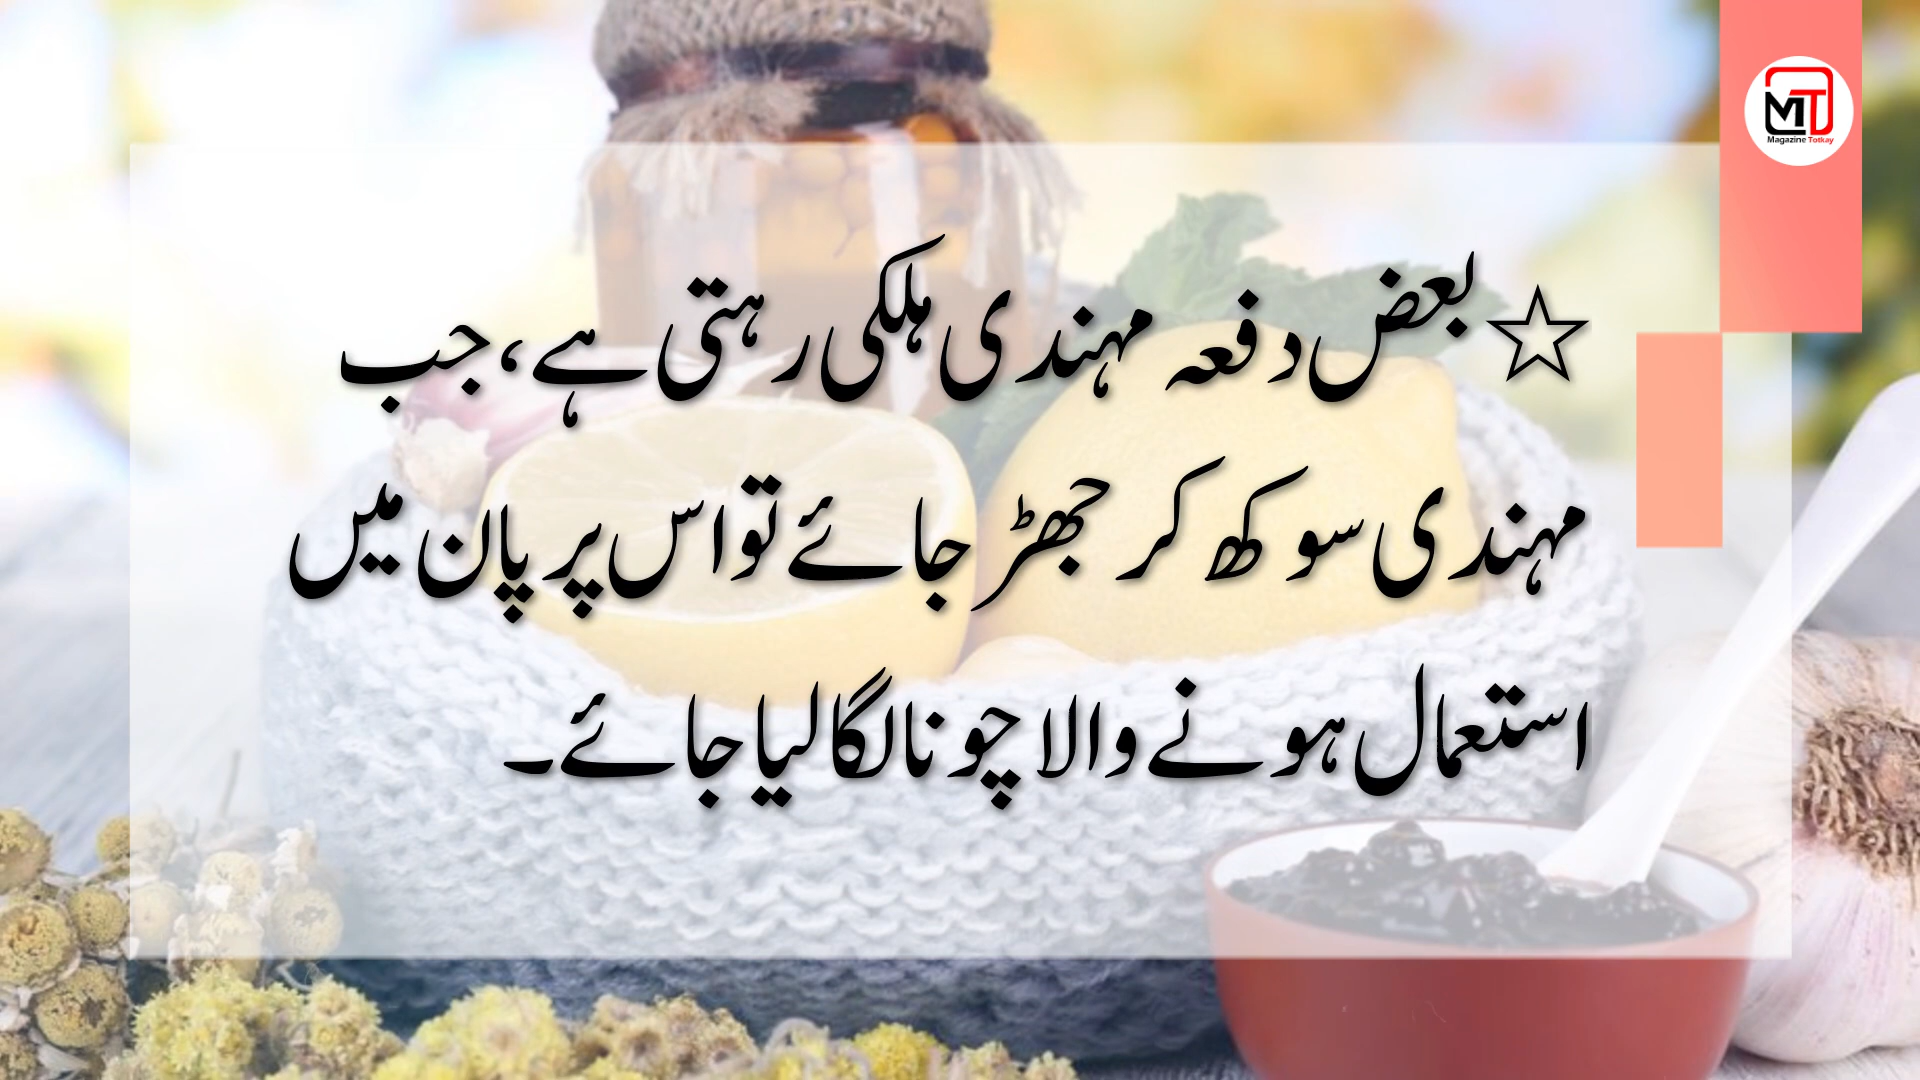 MT
Magazine Totkay
☆بعض دفعہ مہندی ہلکی رہتی ہے، جب
مہندی سوکھ کر جھڑ جائے تو اس پر پان میں
استعمال ہونے والا چونا لگا لیا جائے۔